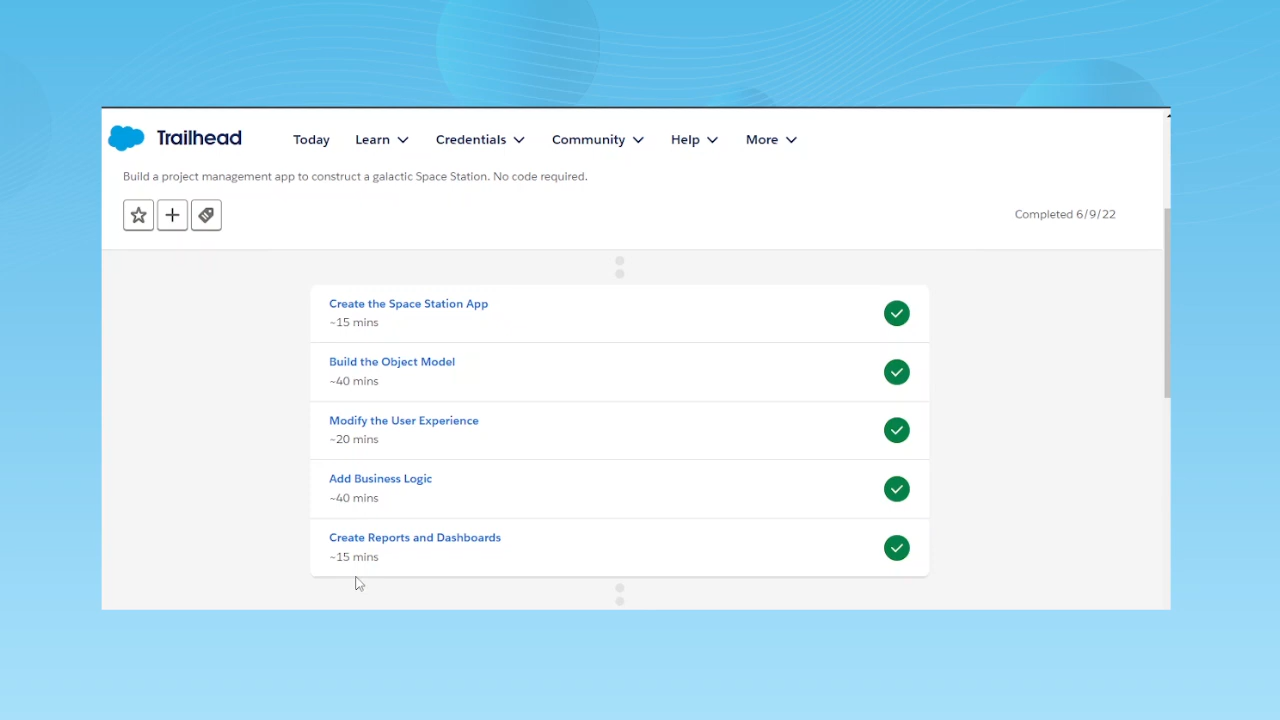 Trailhead
Today Learn Credentials Community Help More
Build a project management app to construct a galactic Space Station. No code required.
Completed 6/9/22
Create the Space Station App
~15 mins
Build the Object Model
~40 mins
Modify the User Experience
~20 mins
Add Business Logic
~40 mins
Create Reports and Dashboards
~15 mins